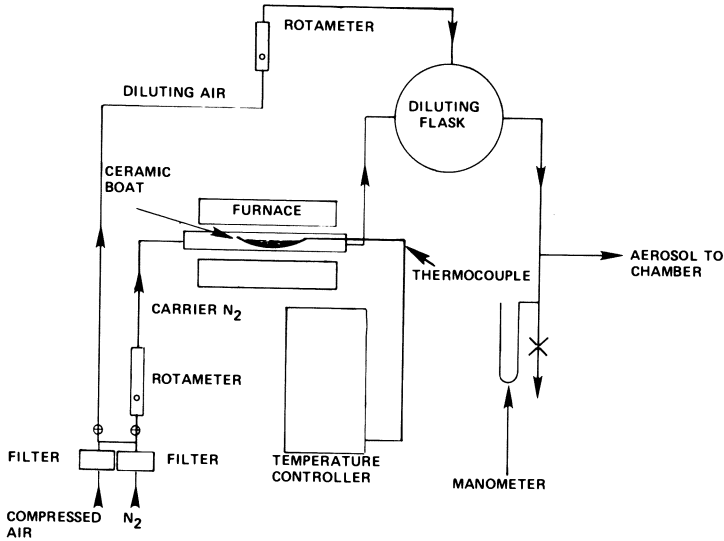 ROTAMETER
DILUTING AIR
DILUTING
FLASK
CERAMIC
BOAT
FURNACE
THERMOCOUPLE
AEROSOL TO
CHAMBER
CARRIER N2
ROTAMETER
FILTER
FILTER
TEMPERATURE
CONTROLLER
MANOMETER
COMPRESSED
AIR
N2